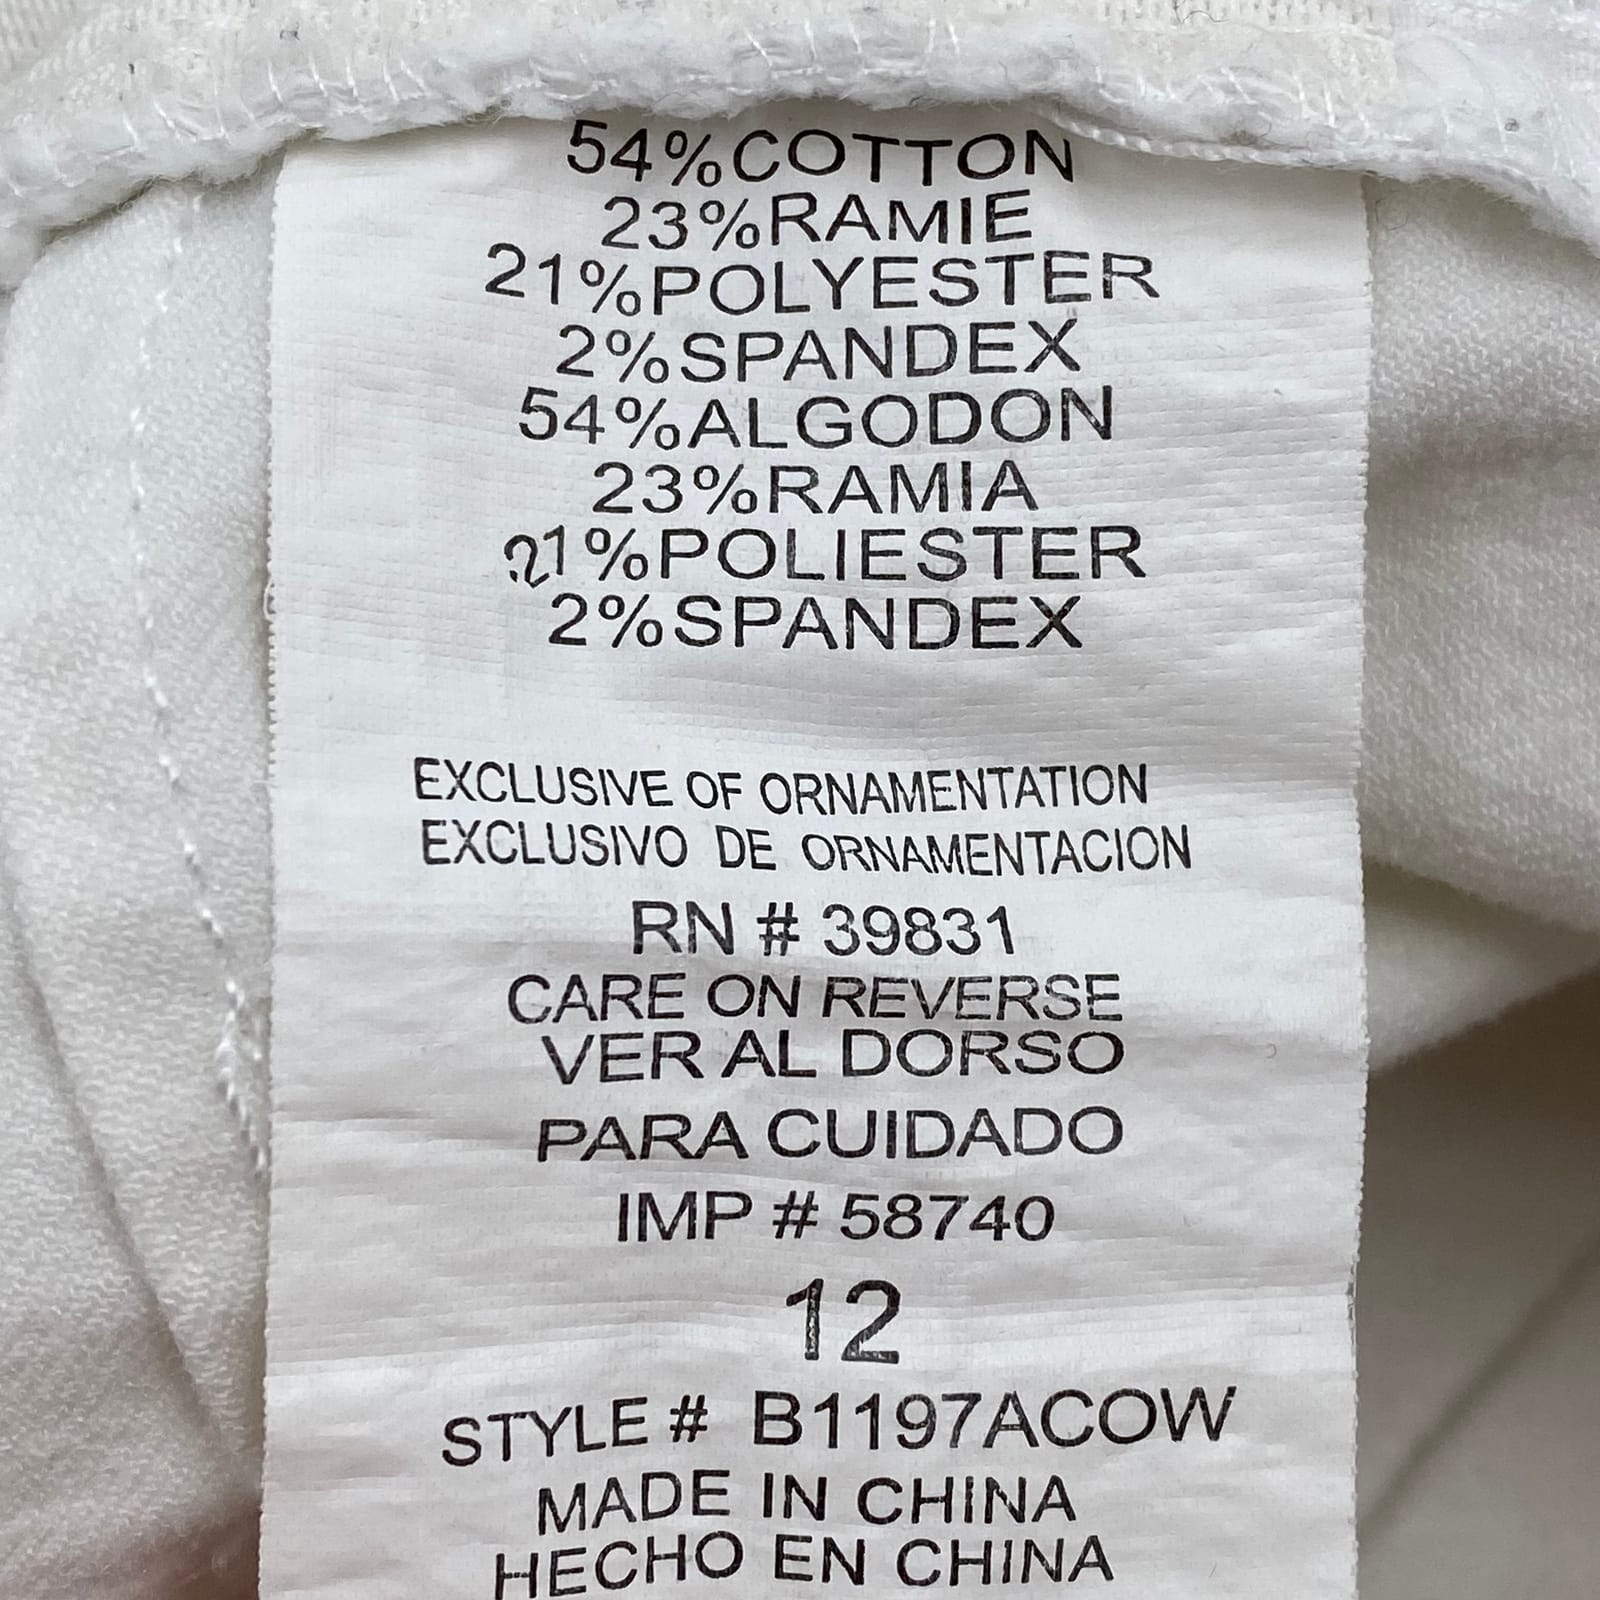 54%COTTON
23%RAMIE
21%POLYESTER
2%SPANDEX
54%ALGODON
23%RAMIA
21%POLIESTER
2%SPANDEX
EXCLUSIVE OF ORNAMENTATION
EXCLUSIVO DE ORNAMENTACION
RN # 39831
CARE ON REVERSE
VER AL DORSO
PARA CUIDADO
IMP # 58740
12
STYLE # B1197ACOW
MADE IN CHINA
HECHO EN CHINA